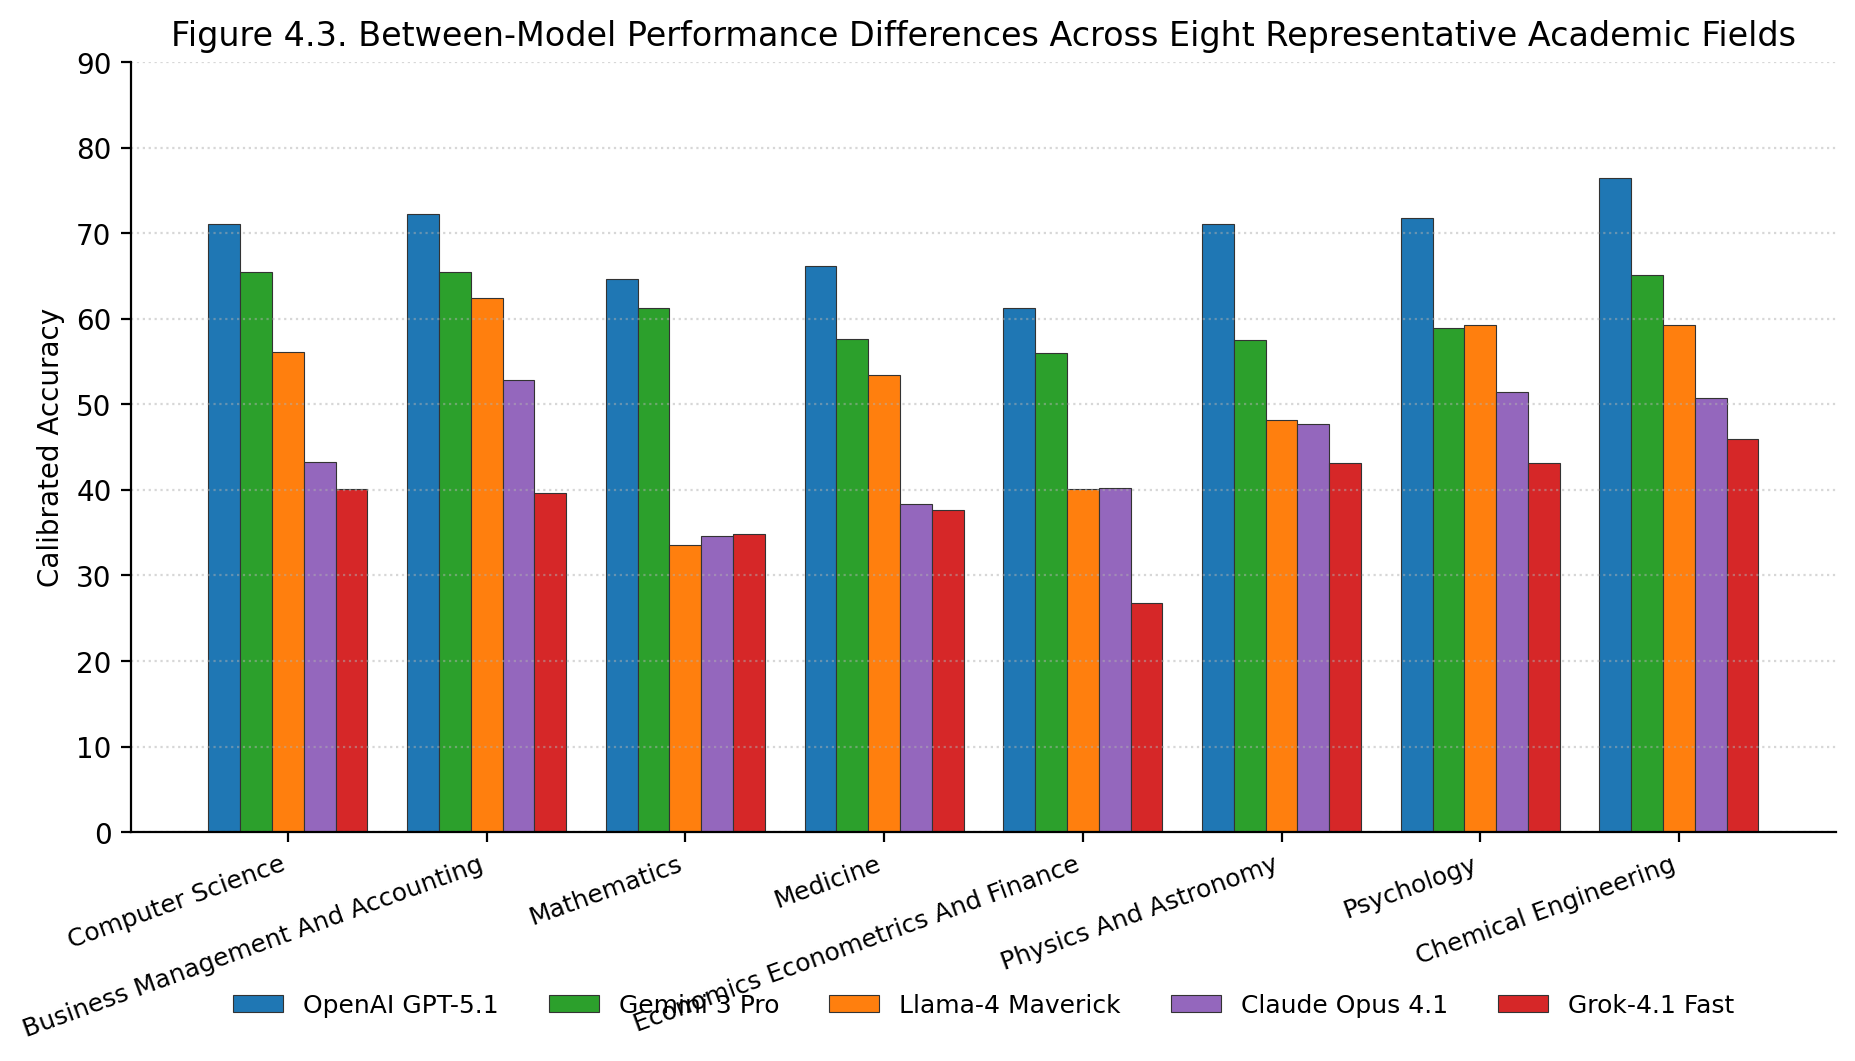 Figure 4.3. Between-Model Performance Differences Across Eight Representative Academic Fields
Calibrated Accuracy
90
80
70
60
50
40
30
20
10
0
Computer Science
Business Management And Accounting
Mathematics
Medicine
Economics Econometrics And Finance
Physics And Astronomy
Psychology
Chemical Engineering
OpenAI GPT-5.1
Gemini 3 Pro
Llama-4 Maverick
Claude Opus 4.1
Grok-4.1 Fast